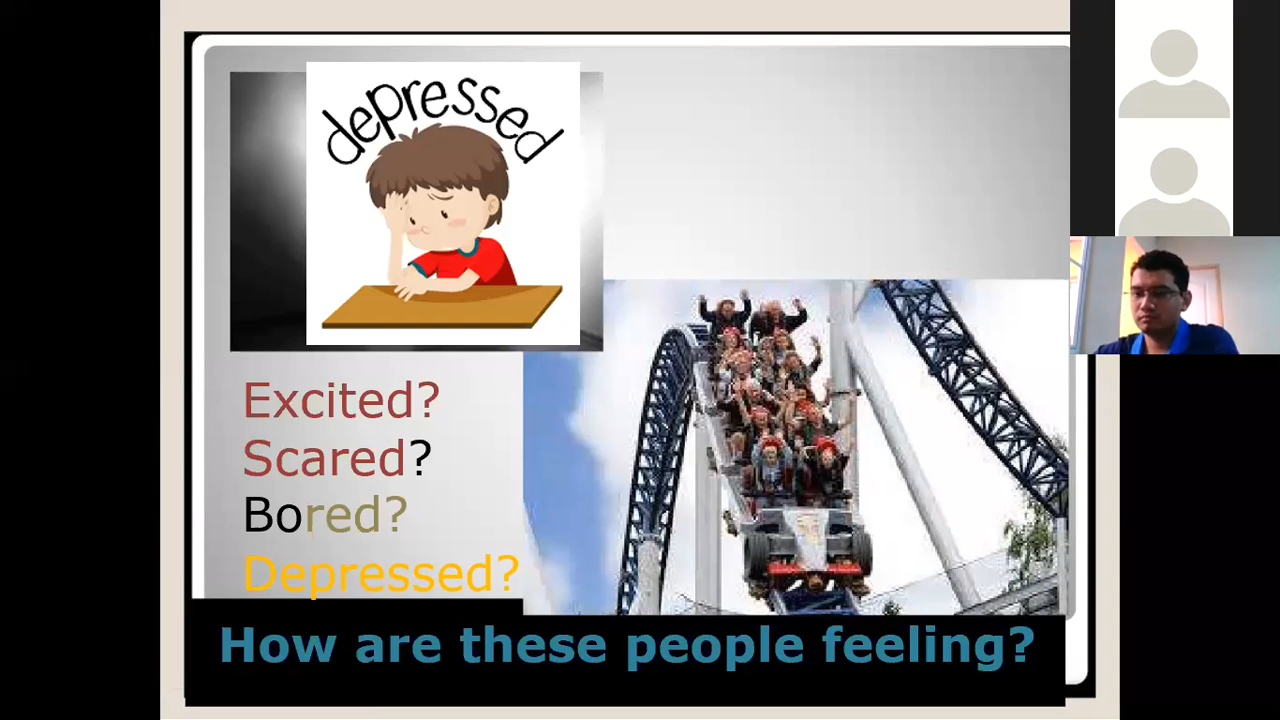 depressed
Excited?
Scared?
Bored?
Depressed?
How are these people feeling?